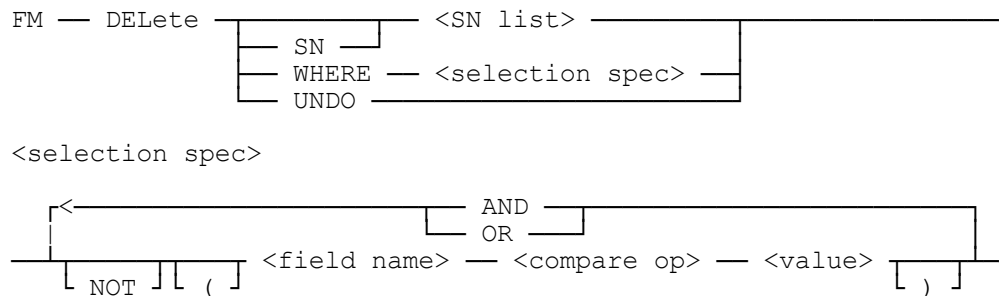 FM DELete <SN list>
SN
WHERE <selection spec>
UNDO
<selection spec>
< AND
OR
<field name> <compare op> <value>
NOT ( )